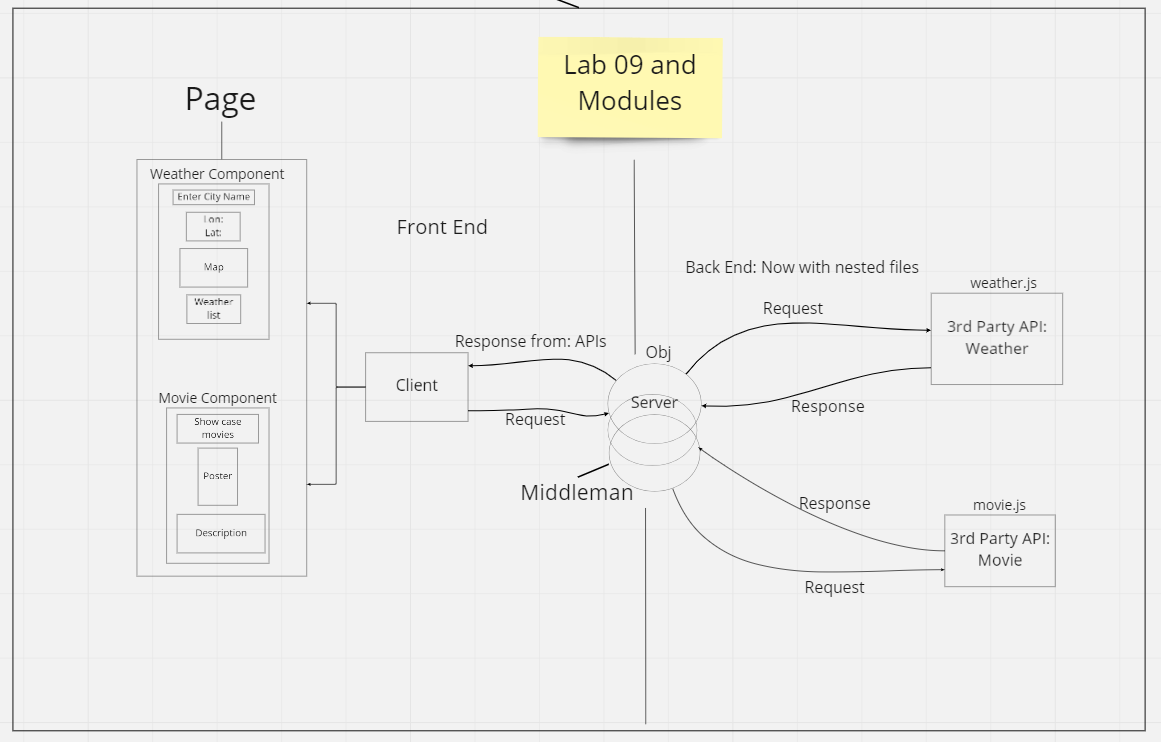 Lab 09 and
Modules
Page
Weather Component
Enter City Name
Lon:
Lat:
Map
Weather
list
Movie Component
Show case
movies
Poster
Description
Front End
Response from: APIs
Client
Request
Obj
Server
Middleman
Back End: Now with nested files
Request
weather.js
3rd Party API:
Weather
Response
Response
movie.js
3rd Party API:
Movie
Request